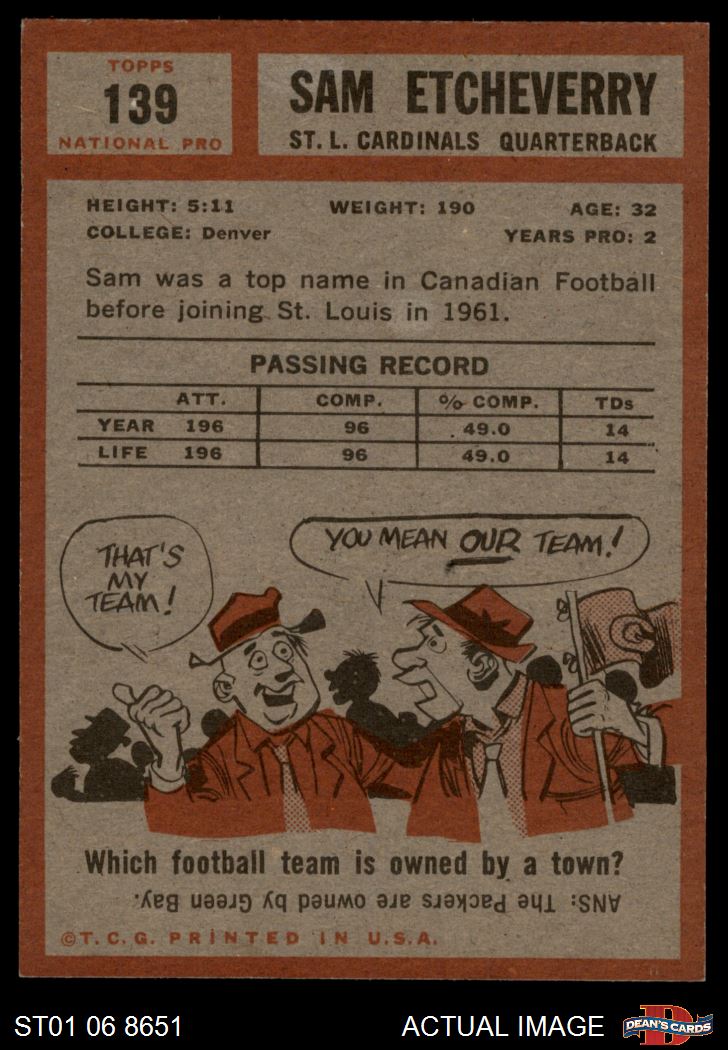 TOPPS
139
NATIONAL PRO
SAM ETCHEVERRY
ST. L. CARDINALS QUARTERBACK
HEIGHT: 5:11 WEIGHT: 190 AGE: 32
COLLEGE: Denver YEARS PRO: 2
Sam was a top name in Canadian Football
before joining St. Louis in 1961.
PASSING RECORD
ATT. COMP. % COMP. TDs
YEAR 196 96 49.0 14
LIFE 196 96 49.0 14
THAT'S
MY
TEAM!
YOU MEAN OUR TEAM!
Which football team is owned by a town?
ANS: The Packers are owned by Green Bay.
©T.C.G. PRINTED IN U.S.A.
ST01 06 8651 ACTUAL IMAGE
D
DEAN'S CARDS